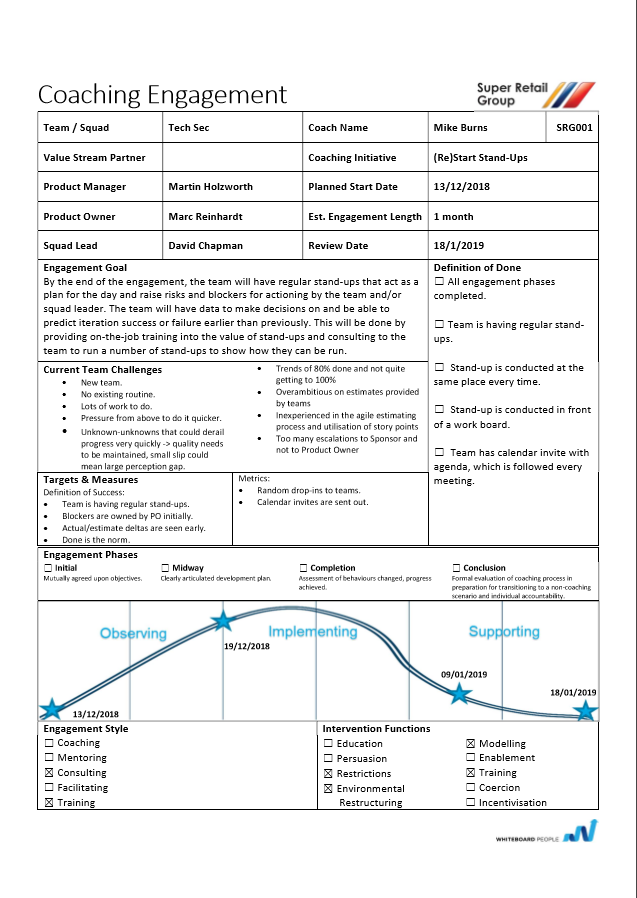 Coaching Engagement
Super Retail
Group
Team / Squad Tech Sec Coach Name Mike Burns SRG001
Value Stream Partner Coaching Initiative (Re)Start Stand-Ups
Product Manager Martin Holzworth Planned Start Date 13/12/2018
Product Owner Marc Reinhardt Est. Engagement Length 1 month
Squad Lead David Chapman Review Date 18/1/2019
Engagement Goal
By the end of the engagement, the team will have regular stand-ups that act as a
plan for the day and raise risks and blockers for actioning by the team and/or
squad leader. The team will have data to make decisions on and be able to
predict iteration success or failure earlier than previously. This will be done by
providing on-the-job training into the value of stand-ups and consulting to the
team to run a number of stand-ups to show how they can be run.
Definition of Done
☐ All engagement phases
completed.
☐ Team is having regular stand-
ups.
☐ Stand-up is conducted at the
same place every time.
☐ Stand-up is conducted in front
of a work board.
☐ Team has calendar invite with
agenda, which is followed every
meeting.
Current Team Challenges
• New team.
• No existing routine.
• Lots of work to do.
• Pressure from above to do it quicker.
• Unknown-unknowns that could derail
progress very quickly -> quality needs
to be maintained, small slip could
mean large perception gap.
• Trends of 80% done and not quite
getting to 100%
• Overambitious on estimates provided
by teams
• Inexperienced in the agile estimating
process and utilisation of story points
• Too many escalations to Sponsor and
not to Product Owner
Targets & Measures
Definition of Success:
• Team is having regular stand-ups.
• Blockers are owned by PO initially.
• Actual/estimate deltas are seen early.
• Done is the norm.
Metrics:
• Random drop-ins to teams.
• Calendar invites are sent out.
Engagement Phases
☐ Initial
Mutually agreed upon objectives.
☐ Midway
Clearly articulated development plan.
☐ Completion
Assessment of behaviours changed, progress
achieved.
☐ Conclusion
Formal evaluation of coaching process in
preparation for transitioning to a non-coaching
scenario and individual accountability.
Observing Implementing Supporting
13/12/2018
19/12/2018
09/01/2019
18/01/2019
Engagement Style
☐ Coaching
☐ Mentoring
☒ Consulting
☐ Facilitating
☒ Training
Intervention Functions
☐ Education
☐ Persuasion
☒ Restrictions
☒ Environmental
Restructuring
☒ Modelling
☐ Enablement
☒ Training
☐ Coercion
☐ Incentivisation
WHITEBOARD PEOPLE